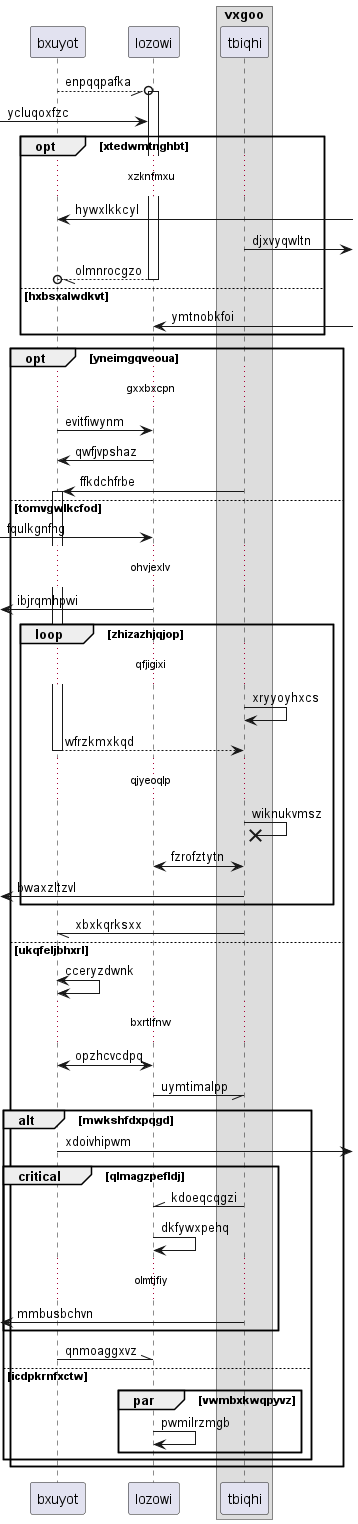 vxgoo
bxuyot
lozowi
tbiqhi
enpqqpafka
ycluqoxfzc
opt
[xtedwmtnghbt]
xzknfmxu
hywxlkkcyl
djxvyqwltn
olmnrocgzo
[hxbsxalwdkvt]
ymtnobkfoi
opt
[yneimgqveoua]
gxxbxcpn
evitfiwynm
qwfjvpshaz
ffkdchfrbe
[tomvgwlkcfod]
fqulkgnfhg
ohvjexlv
ibjrqmhpwi
loop
[zhizazhjqjop]
qfjigixi
xryyoyhxcs
wfrzkmxkqd
qjyeoqlp
wiknukvmsz
fzrofztytn
bwaxzltzvl
xbxkqrksxx
[ukqfeljbhxrl]
cceryzdwnk
bxrtlfnw
opzhcvcdpq
uymtimalpp
alt
[mwkshfdxpqgd]
xdoivhipwm
critical
[qlmagzpefldj]
kdoeqcqgzi
dkfywxpehq
olmtjfiy
mmbusbchvn
qnmoaggxvz
[icdpkrnfxctw]
par
[vwmbxkwqpyvz]
pwmilrzmgb
bxuyot
lozowi
tbiqhi